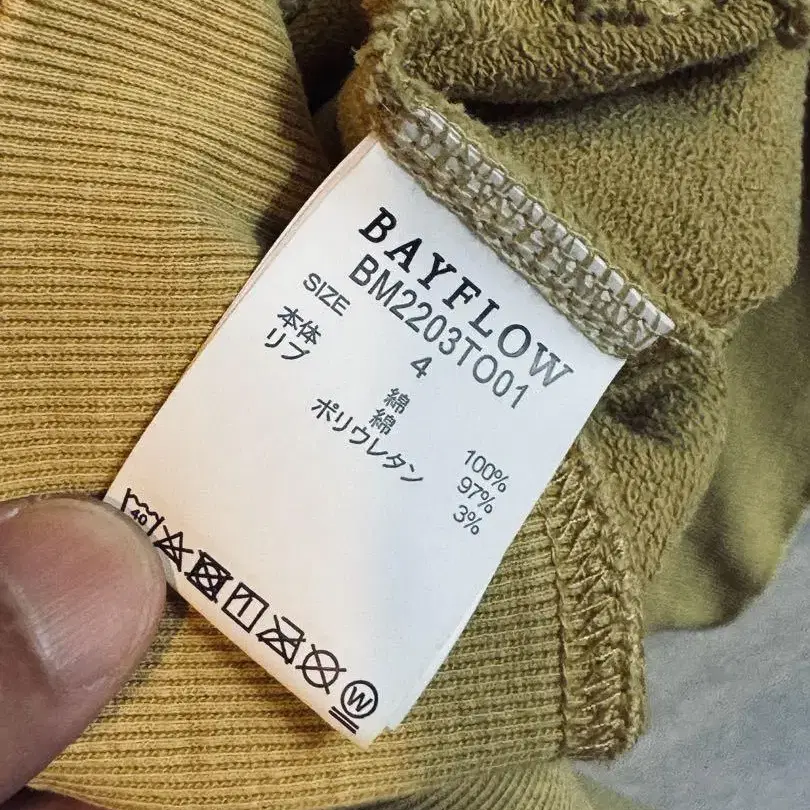 BAYFLOW
BM2203TO01
SIZE 4
本体 綿 100%
リブ 綿 97%
ポリウレタン 3%
40
W